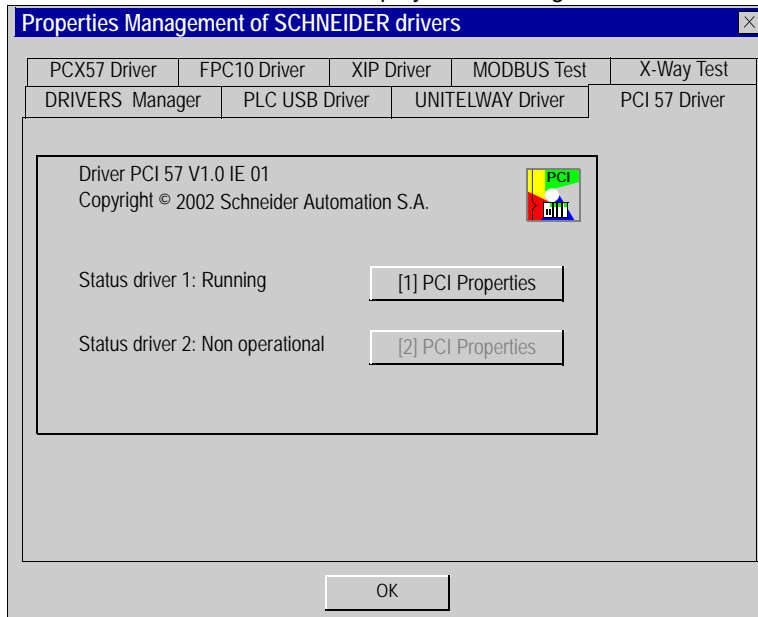 Properties Management of SCHNEIDER drivers
PCX57 Driver FPC10 Driver XIP Driver MODBUS Test X-Way Test
DRIVERS Manager PLC USB Driver UNITELWAY Driver PCI 57 Driver
Driver PCI 57 V1.0 IE 01
PCI
Copyright © 2002 Schneider Automation S.A.
Status driver 1: Running [1] PCI Properties
Status driver 2: Non operational [2] PCI Properties
OK